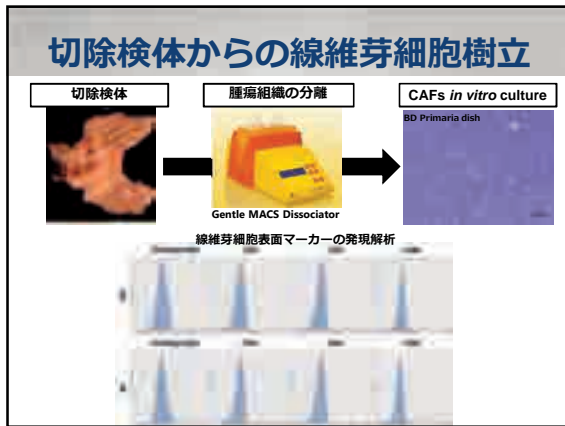 切除検体からの線維芽細胞樹立
切除検体
腫瘍組織の分離
CAFs in vitro culture
BD Primaria dish
Gentle MACS Dissociator
線維芽細胞表面マーカーの発現解析